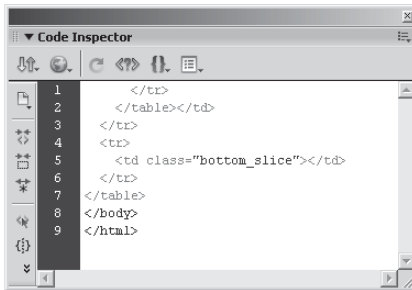 Code Inspector
1 </tr>
2 </table></td>
3 </tr>
4 <tr>
5 <td class="bottom_slice"></td>
6 </tr>
7 </table>
8 </body>
9 </html>